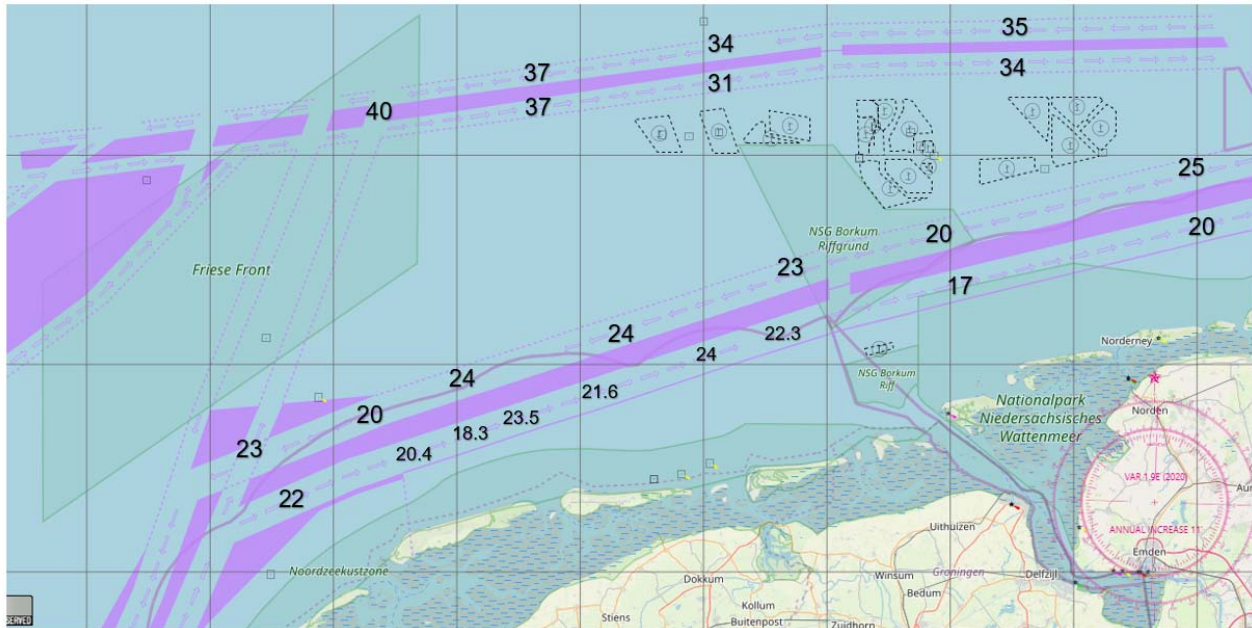 35
34
37
31
34
37
40
25
20
20
NSG Borkum
Riffgrund
Friese Front
23
17
24
22.3
24
Norderney
24
NSG Borkum
Riff
21.6
Nationalpark
Niedersächsisches
Wattenmeer
Norden
20
23.5
18.3
23
20.4
VAR 1.9E (2020)
22
Uithuizen
ANNUAL INCREASE 11'
Emden
Noordzeekustzone
Dokkum
Winsum
Groningen
Delfzijl
Bedum
Kollum
Stiens
Buitenpost
Zuidhorn
SERVED